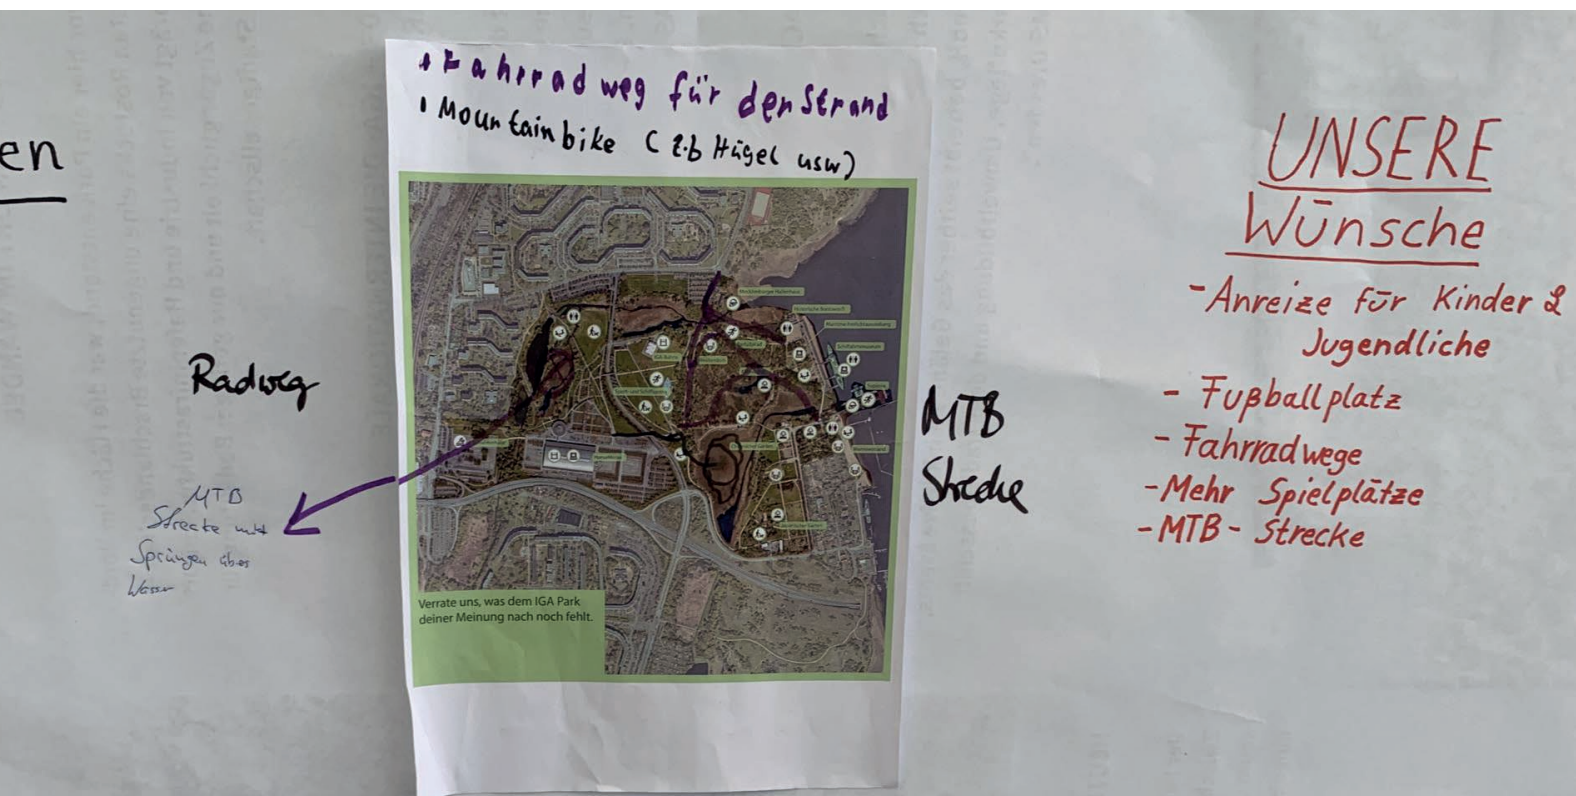 en
• Fahrradweg für den Strand
• Mountainbike (z.b Hügel usw)
Radweg
MTB
Strecke mit
Sprüngen übers
Wasser
MTB
Strecke
Verrate uns, was dem IGA Park
deiner Meinung nach noch fehlt.
UNSERE
Wünsche
- Anreize für Kinder &
Jugendliche
- Fußballplatz
- Fahrradwege
- Mehr Spielplätze
- MTB - Strecke